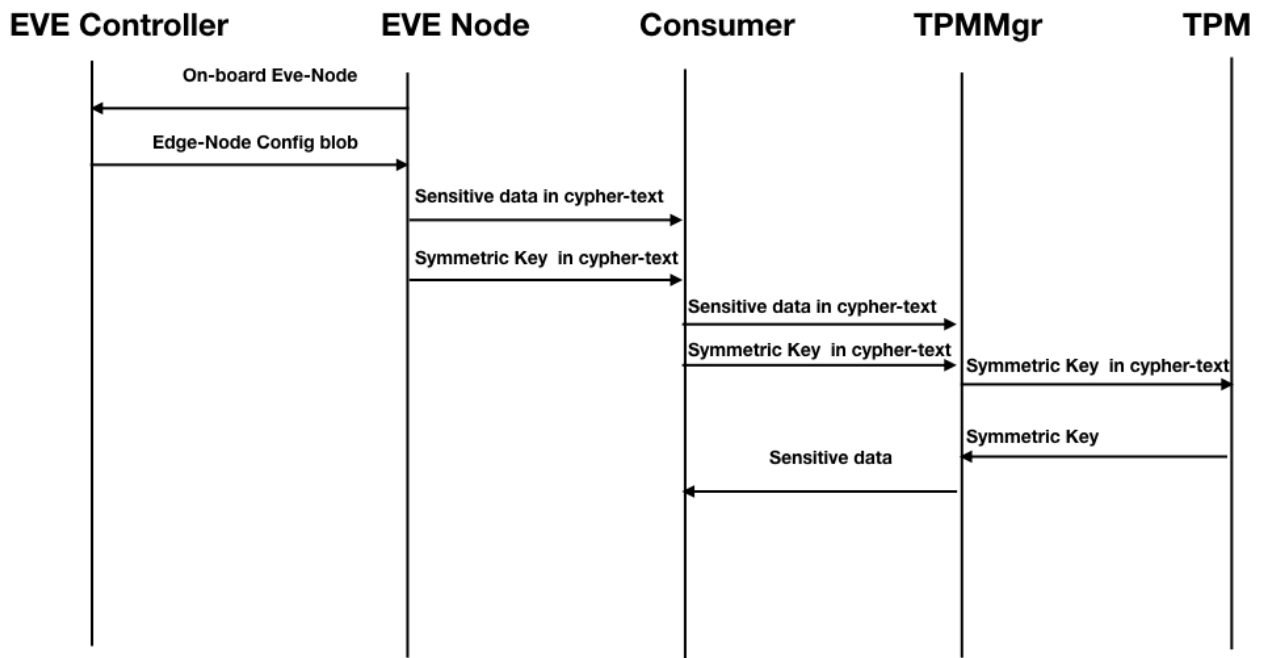 EVE Controller
EVE Node
Consumer
TPMMgr
TPM
On-board Eve-Node
Edge-Node Config blob
Sensitive data in cypher-text
Symmetric Key in cypher-text
Sensitive data in cypher-text
Symmetric Key in cypher-text
Symmetric Key in cypher-text
Symmetric Key
Sensitive data